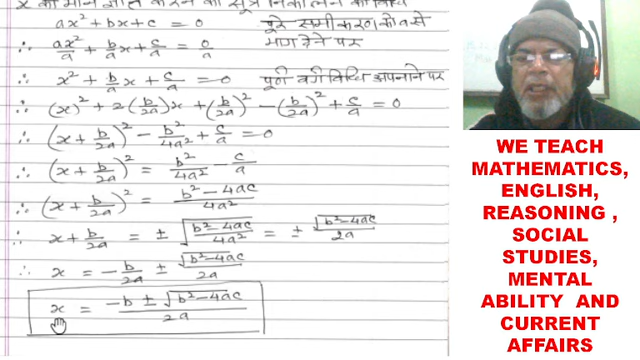 x का मान ज्ञात करने का सूत्र निकालने की विधि
ax² + bx + c = 0 पूरे समीकरण को a से
∴ ax²/a + b/a x + c/a = 0/a भाग देने पर
∴ x² + b/a x + c/a = 0 पूर्ण वर्ग विधि अपनाने पर
∴ (x)² + 2(b/2a)x + (b/2a)² - (b/2a)² + c/a = 0
∴ (x + b/2a)² - b²/4a² + c/a = 0
∴ (x + b/2a)² = b²/4a² - c/a
∴ (x + b/2a)² = b² - 4ac/4a²
∴ x + b/2a = ± √(b² - 4ac/4a²) = ± √(b² - 4ac)/2a
∴ x = - b/2a ± √(b² - 4ac)/2a
x = -b ± √(b² - 4ac)/2a
WE TEACH
MATHEMATICS,
ENGLISH,
REASONING ,
SOCIAL
STUDIES,
MENTAL
ABILITY AND
CURRENT
AFFAIRS